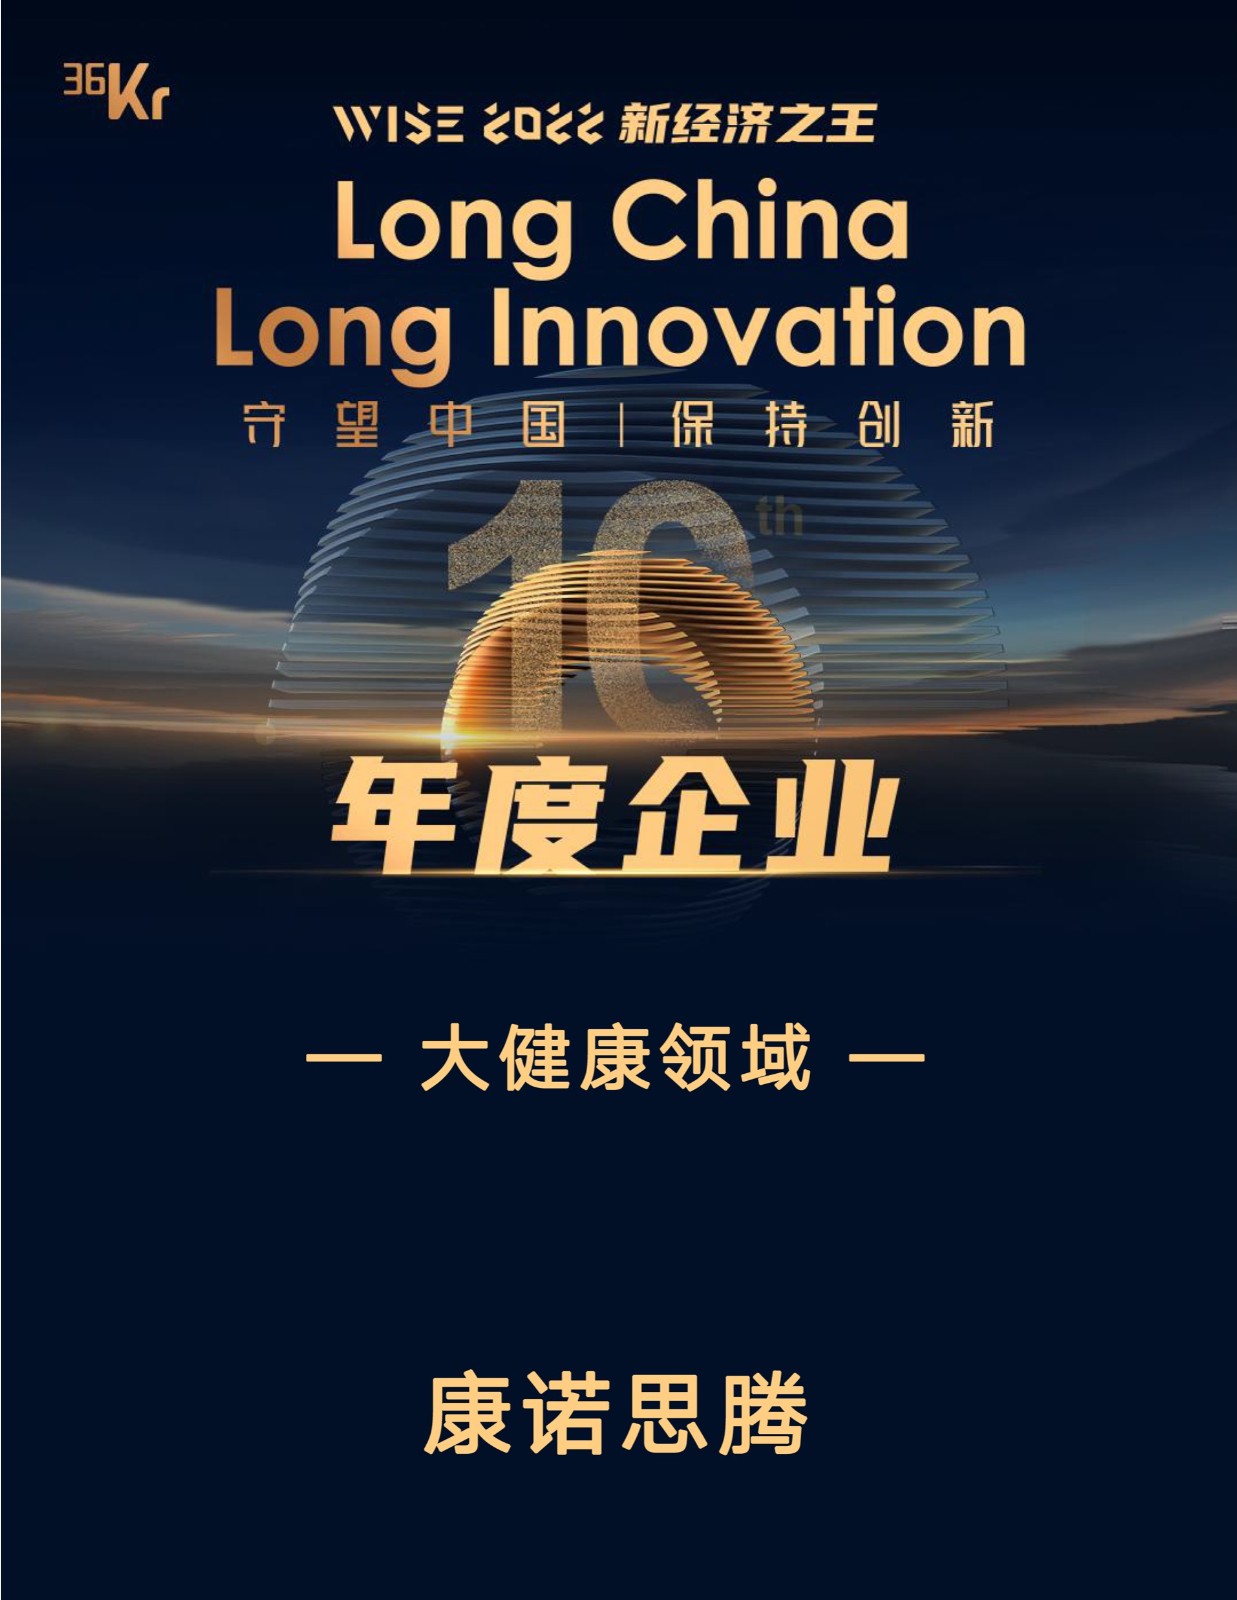 36Kr
WISE 2022 新经济之王
Long China
Long Innovation
守望中国 | 保持创新
10th
年度企业
— 大健康领域 —
康诺思腾